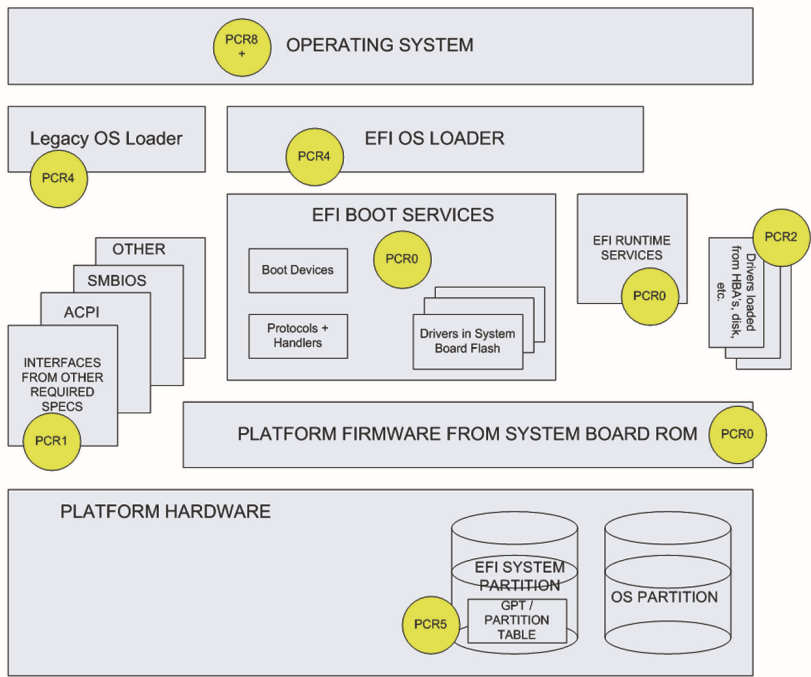 PCR8
+
OPERATING SYSTEM
Legacy OS Loader
PCR4
EFI OS LOADER
PCR4
EFI BOOT SERVICES
Boot Devices
PCR0
Protocols +
Handlers
Drivers in System
Board Flash
EFI RUNTIME
SERVICES
PCR0
PCR2
Drivers loaded
from HBA's, disk,
etc.
OTHER
SMBIOS
ACPI
INTERFACES
FROM OTHER
REQUIRED
SPECS
PCR1
PLATFORM FIRMWARE FROM SYSTEM BOARD ROM
PCR0
PLATFORM HARDWARE
EFI SYSTEM
PARTITION
GPT /
PARTITION
TABLE
PCR5
OS PARTITION